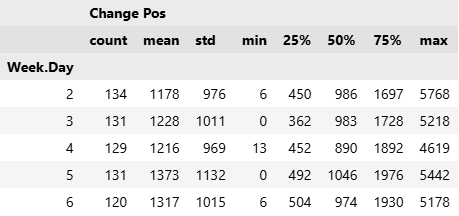 Change Pos
count mean std min 25% 50% 75% max
Week.Day
2 134 1178 976 6 450 986 1697 5768
3 131 1228 1011 0 362 983 1728 5218
4 129 1216 969 13 452 890 1892 4619
5 131 1373 1132 0 492 1046 1976 5442
6 120 1317 1015 6 504 974 1930 5178